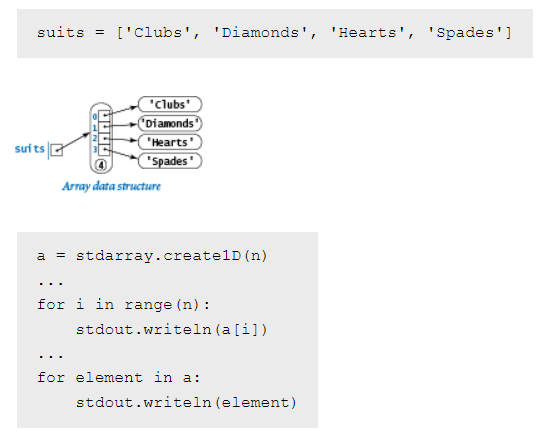 suits = ['Clubs', 'Diamonds', 'Hearts', 'Spades']
'Clubs'
0
'Diamonds'
1
'Hearts'
2
suits
3
'Spades'
4
Array data structure
a = stdarray.create1D(n)
...
for i in range(n):
    stdout.writeln(a[i])
...
for element in a:
    stdout.writeln(element)